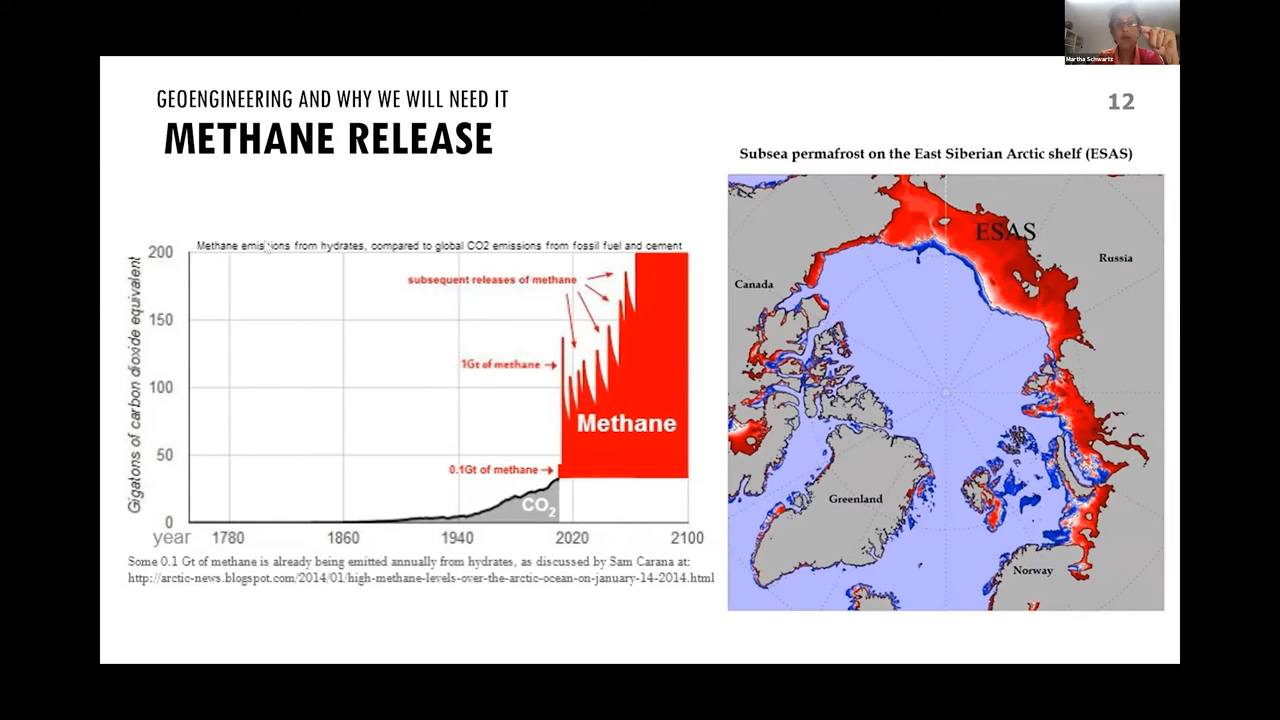 Martha Schwartz
GEOENGINEERING AND WHY WE WILL NEED IT
METHANE RELEASE
12
Methane emissions from hydrates, compared to global CO2 emissions from fossil fuel and cement
Gigatons of carbon dioxide equivalent
200
150
100
50
0
subsequent releases of methane
1Gt of methane
Methane
0.1Gt of methane
CO2
year 1780 1860 1940 2020 2100
Some 0.1 Gt of methane is already being emitted annually from hydrates, as discussed by Sam Carana at:
http://arctic-news.blogspot.com/2014/01/high-methane-levels-over-the-arctic-ocean-on-january-14-2014.html
Subsea permafrost on the East Siberian Arctic shelf (ESAS)
ESAS
Russia
Canada
Greenland
Norway